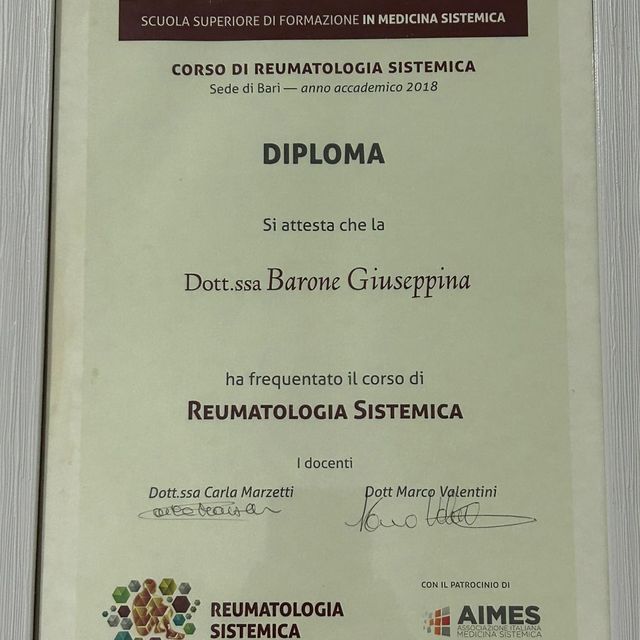 SCUOLA SUPERIORE DI FORMAZIONE IN MEDICINA SISTEMICA
CORSO DI REUMATOLOGIA SISTEMICA
Sede di Bari — anno accademico 2018
DIPLOMA
Si attesta che la
Dott.ssa Barone Giuseppina
ha frequentato il corso di
REUMATOLOGIA SISTEMICA
I docenti
Dott.ssa Carla Marzetti
Dott Marco Valentini
CON IL PATROCINIO DI
REUMATOLOGIA
SISTEMICA
AIMES
ASSOCIAZIONE ITALIANA
MEDICINA SISTEMICA